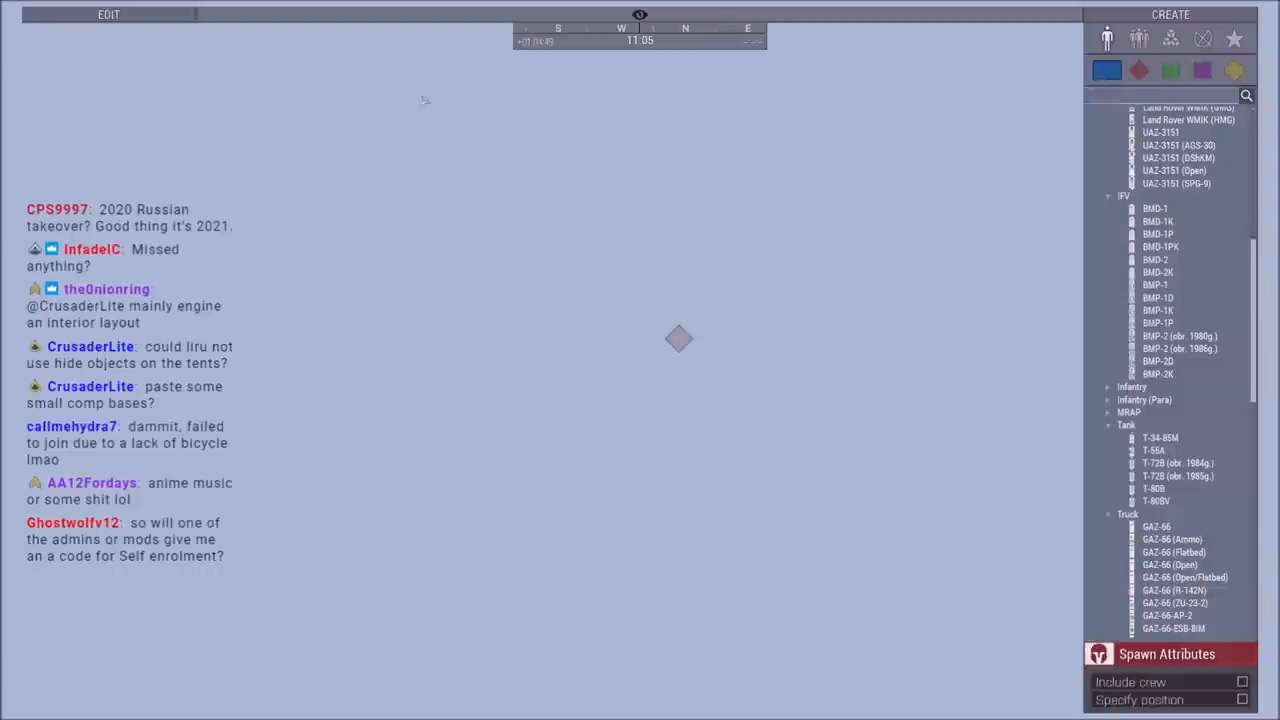 EDIT
CREATE
S W N E
+01:04:49 11:05
Land Rover WMIK (GMG)
Land Rover WMIK (HMG)
UAZ-3151
UAZ-3151 (AGS-30)
UAZ-3151 (DShKM)
UAZ-3151 (Open)
UAZ-3151 (SPG-9)
IFV
BMD-1
BMD-1K
BMD-1P
BMD-1PK
BMD-2
BMD-2K
BMP-1
BMP-1D
BMP-1K
BMP-1P
BMP-2 (obr. 1980g.)
BMP-2 (obr. 1986g.)
BMP-2D
BMP-2K
Infantry
Infantry (Para)
MRAP
Tank
T-34-85M
T-55A
T-72B (obr. 1984g.)
T-72B (obr. 1985g.)
T-80B
T-80BV
Truck
GAZ-66
GAZ-66 (Ammo)
GAZ-66 (Flatbed)
GAZ-66 (Open)
GAZ-66 (Open/Flatbed)
GAZ-66 (R-142N)
GAZ-66 (ZU-23-2)
GAZ-66-AP-2
GAZ-66-ESB-8IM
Spawn Attributes
Include crew
Specify position
CPS9997: 2020 Russian
takeover? Good thing it's 2021.
InfadelC: Missed
anything?
the0nionring:
@CrusaderLite mainly engine
an interior layout
CrusaderLite: could liru not
use hide objects on the tents?
CrusaderLite: paste some
small comp bases?
callmehydra7: dammit, failed
to join due to a lack of bicycle
lmao
AA12Fordays: anime music
or some shit lol
Ghostwolfv12: so will one of
the admins or mods give me
an a code for Self enrolment?